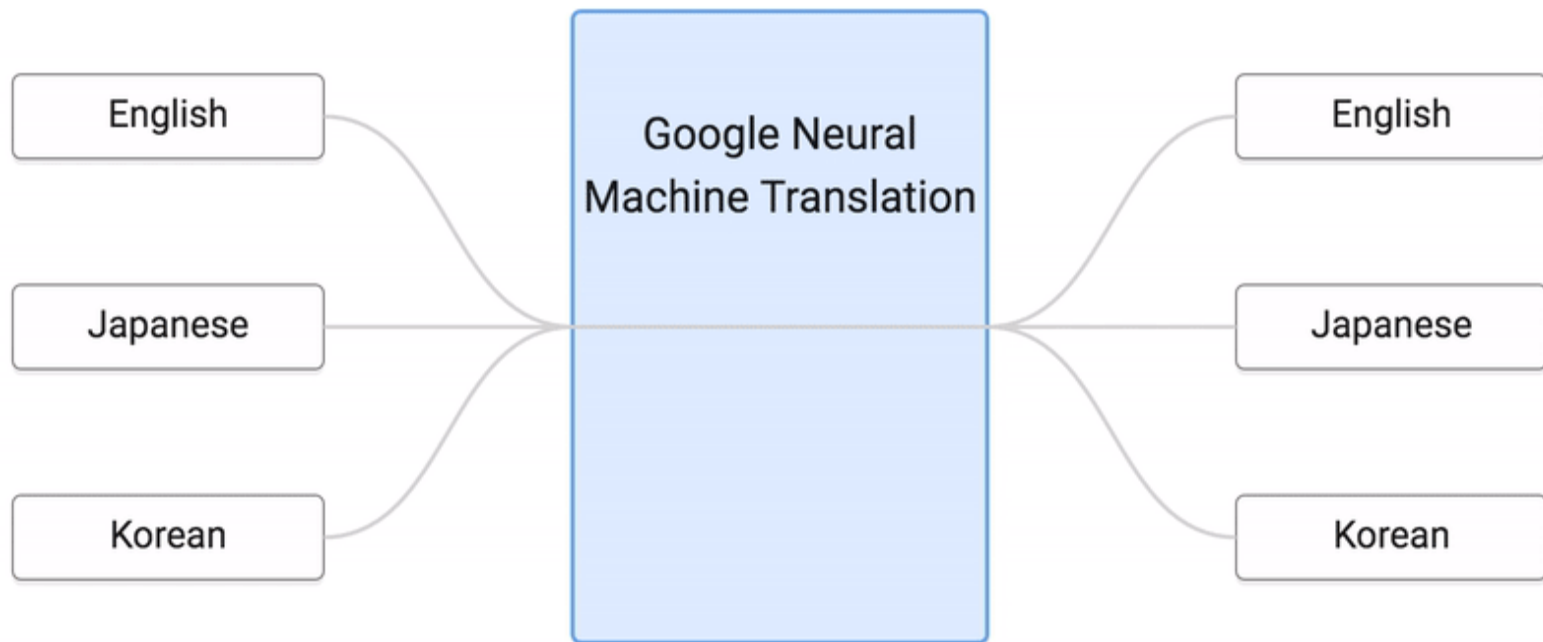 English
Japanese
Korean
Google Neural
Machine Translation
English
Japanese
Korean